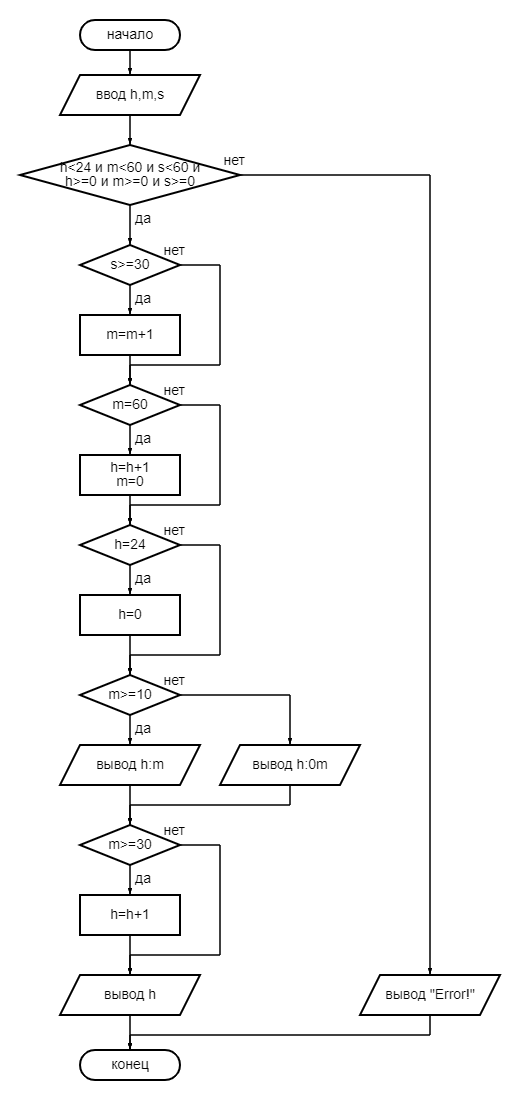 начало
ввод h,m,s
h<24 и m<60 и s<60 и
h>=0 и m>=0 и s>=0
нет
да
нет
s>=30
да
m=m+1
нет
m=60
да
h=h+1
m=0
нет
h=24
да
h=0
нет
m>=10
да
вывод h:m
вывод h:0m
нет
m>=30
да
h=h+1
вывод h
вывод "Error!"
конец